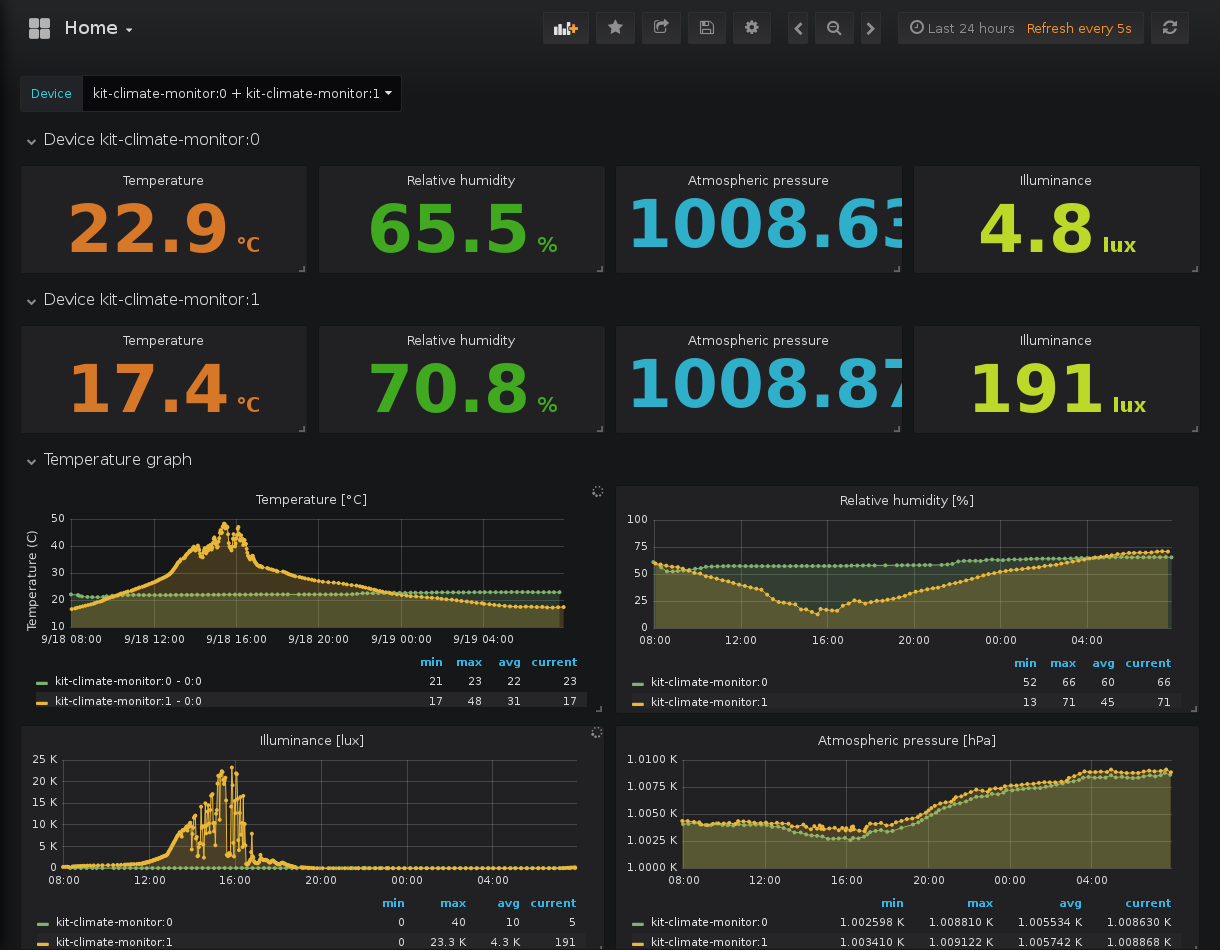 Home
Last 24 hours Refresh every 5s
Device kit-climate-monitor:0 + kit-climate-monitor:1
Device kit-climate-monitor:0
Temperature Relative humidity Atmospheric pressure Illuminance
22.9 °C 65.5 % 1008.63 4.8 lux
Device kit-climate-monitor:1
Temperature Relative humidity Atmospheric pressure Illuminance
17.4 °C 70.8 % 1008.87 191 lux
Temperature graph
Temperature [°C]
Temperature (C)
50
40
30
20
10
9/18 08:00 9/18 12:00 9/18 16:00 9/18 20:00 9/19 00:00 9/19 04:00
min max avg current
kit-climate-monitor:0 - 0:0 21 23 22 23
kit-climate-monitor:1 - 0:0 17 48 31 17
Relative humidity [%]
100
75
50
25
0
08:00 12:00 16:00 20:00 00:00 04:00
min max avg current
kit-climate-monitor:0 52 66 60 66
kit-climate-monitor:1 13 71 45 71
Illuminance [lux]
25 K
20 K
15 K
10 K
5 K
0
08:00 12:00 16:00 20:00 00:00 04:00
min max avg current
kit-climate-monitor:0 0 40 10 5
kit-climate-monitor:1 0 23.3 K 4.3 K 191
Atmospheric pressure [hPa]
1.0100 K
1.0075 K
1.0050 K
1.0025 K
1.0000 K
08:00 12:00 16:00 20:00 00:00 04:00
min max avg current
kit-climate-monitor:0 1.002598 K 1.008810 K 1.005534 K 1.008630 K
kit-climate-monitor:1 1.003410 K 1.009122 K 1.005742 K 1.008868 K